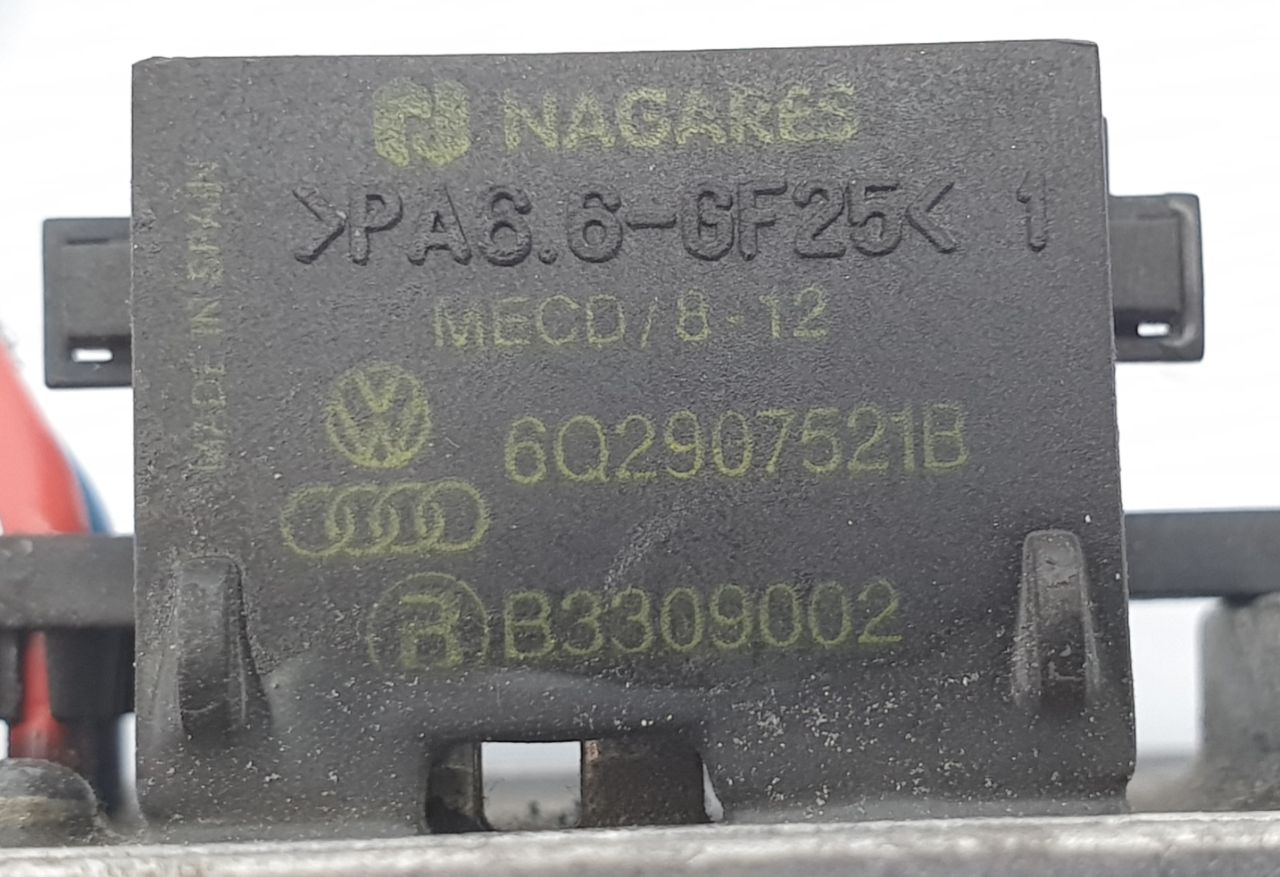 NAGARES
>PA6.6-GF25< 1
MADE IN SPAIN
MECD/8-12
6Q2907521B
B3309002